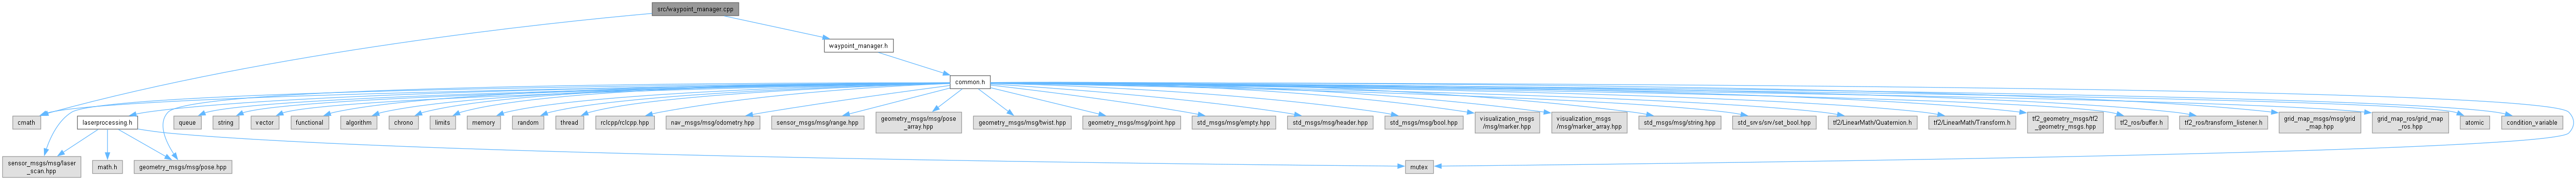 src/waypoint_manager.cpp
waypoint_manager.h
common.h
cmath
laserprocessing.h
queue
string
vector
functional
algorithm
chrono
limits
memory
random
thread
rclcpp/rclcpp.hpp
nav_msgs/msg/odometry.hpp
sensor_msgs/msg/range.hpp
geometry_msgs/msg/pose
_array.hpp
geometry_msgs/msg/twist.hpp
geometry_msgs/msg/point.hpp
std_msgs/msg/empty.hpp
std_msgs/msg/header.hpp
std_msgs/msg/bool.hpp
visualization_msgs
/msg/marker.hpp
visualization_msgs
/msg/marker_array.hpp
std_msgs/msg/string.hpp
std_srvs/srv/set_bool.hpp
tf2/LinearMath/Quaternion.h
tf2/LinearMath/Transform.h
tf2_geometry_msgs/tf2
_geometry_msgs.hpp
tf2_ros/buffer.h
tf2_ros/transform_listener.h
grid_map_msgs/msg/grid
_map.hpp
grid_map_ros/grid_map
_ros.hpp
atomic
condition_variable
sensor_msgs/msg/laser
_scan.hpp
math.h
geometry_msgs/msg/pose.hpp
mutex